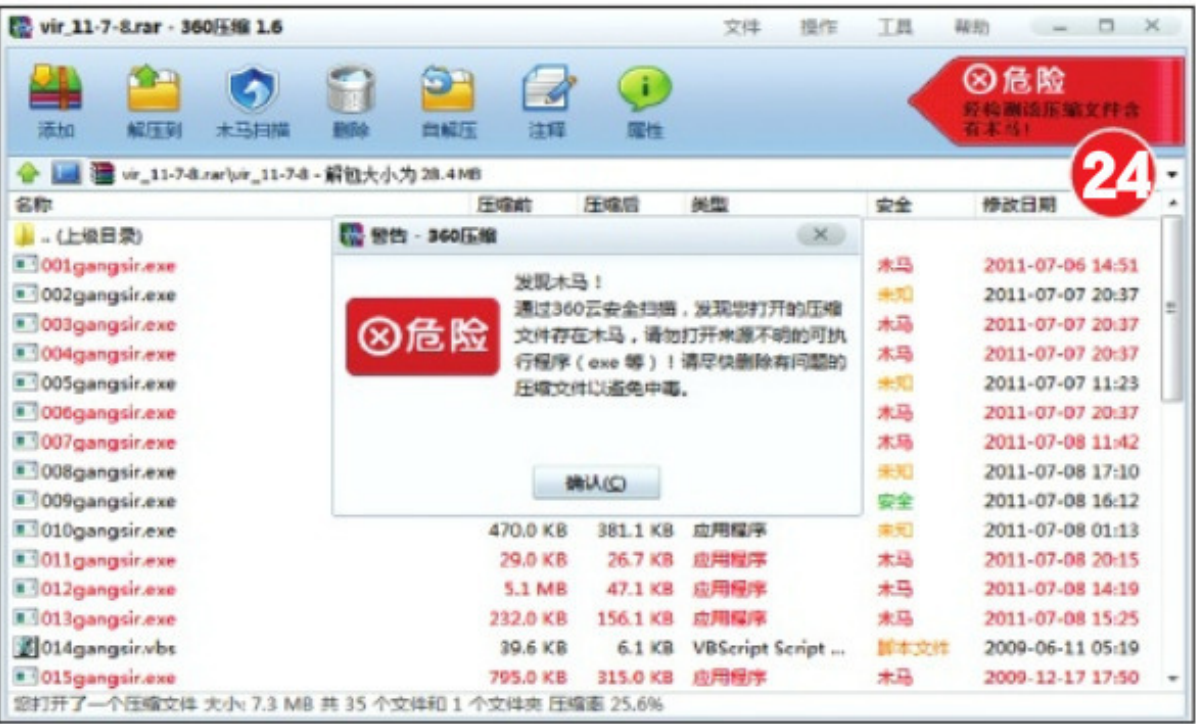 vir_11-7-8.rar - 360压缩 1.6 文件 操作 工具 帮助
添加 解压到 木马扫描 删除 自解压 注释 属性
危险
经检测该压缩文件含
有木马!
24
vir_11-7-8.rar\vir_11-7-8 - 解包大小为 28.4 MB
名称 压缩前 压缩后 类型 安全 修改日期
.. (上级目录)
警告 - 360压缩
发现木马!
通过360云安全扫描,发现您打开的压缩
文件存在木马,请勿打开来源不明的可执
行程序(exe 等)!请尽快删除有问题的
压缩文件以避免中毒。
危险
确认(C)
001gangsir.exe 木马 2011-07-06 14:51
002gangsir.exe 未知 2011-07-07 20:37
003gangsir.exe 木马 2011-07-07 20:37
004gangsir.exe 木马 2011-07-07 20:37
005gangsir.exe 未知 2011-07-07 11:23
006gangsir.exe 木马 2011-07-07 20:37
007gangsir.exe 木马 2011-07-08 11:42
008gangsir.exe 未知 2011-07-08 17:10
009gangsir.exe 安全 2011-07-08 16:12
010gangsir.exe 470.0 KB 381.1 KB 应用程序 未知 2011-07-08 01:13
011gangsir.exe 29.0 KB 26.7 KB 应用程序 木马 2011-07-08 20:15
012gangsir.exe 5.1 MB 47.1 KB 应用程序 木马 2011-07-08 14:19
013gangsir.exe 232.0 KB 156.1 KB 应用程序 木马 2011-07-08 15:25
014gangsir.vbs 39.6 KB 6.1 KB VBScript Script ... 脚本文件 2009-06-11 05:19
015gangsir.exe 795.0 KB 315.0 KB 应用程序 木马 2009-12-17 17:50
您打开了一个压缩文件 大小: 7.3 MB 共 35 个文件和 1 个文件夹 压缩率 25.6%